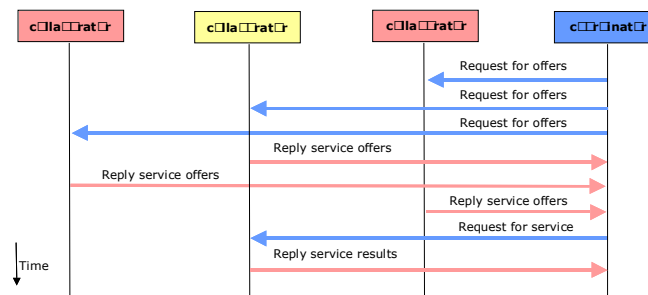 Request for offers
Request for offers
Request for offers
Reply service offers
Reply service offers
Reply service offers
Request for service
Reply service results
Time